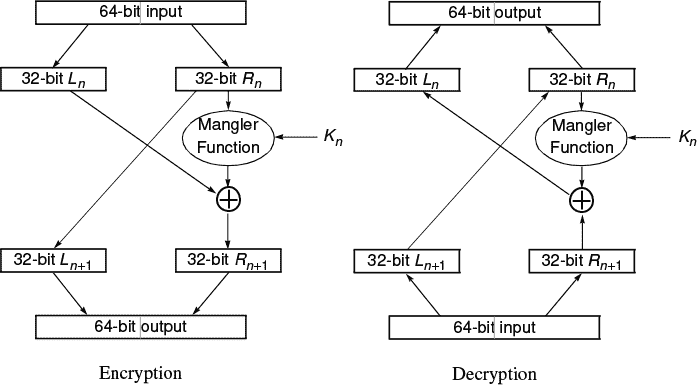 64-bit input
64-bit output
32-bit Ln
32-bit Rn
32-bit Ln
32-bit Rn
Mangler
Function
Kn
Mangler
Function
Kn
32-bit Ln+1
32-bit Rn+1
32-bit Ln+1
32-bit Rn+1
64-bit output
64-bit input
Encryption
Decryption